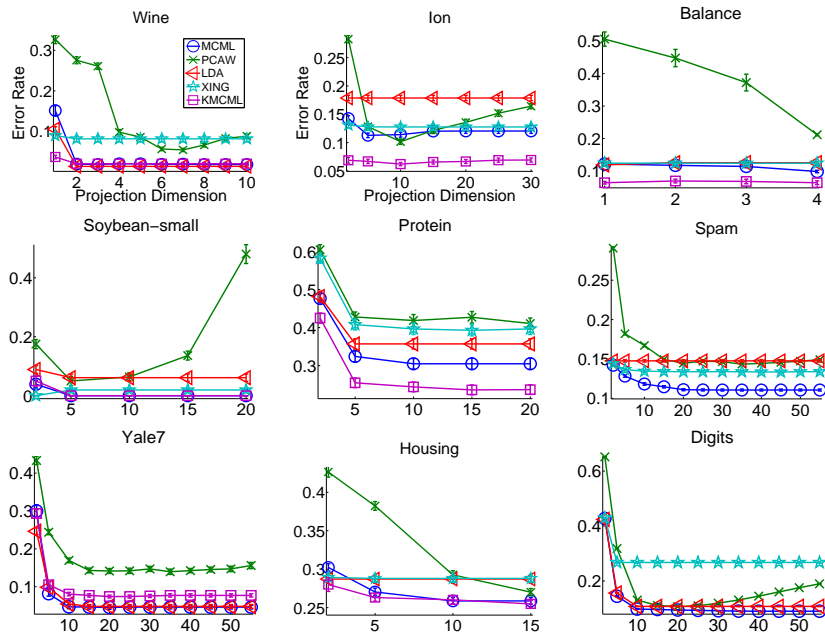 Wine
Ion
Balance
Error Rate
0.3
0.2
0.1
2 4 6 8 10
Projection Dimension
MCML
PCAW
LDA
XING
KMCML
Error Rate
0.25
0.2
0.15
0.1
0.05
10 20 30
Projection Dimension
0.5
0.4
0.3
0.2
0.1
1 2 3 4
Soybean−small
Protein
Spam
0.4
0.2
0
5 10 15 20
0.6
0.5
0.4
0.3
5 10 15 20
0.25
0.2
0.15
0.1
10 20 30 40 50
Yale7
Housing
Digits
0.4
0.3
0.2
0.1
10 20 30 40 50
0.4
0.35
0.3
0.25
5 10 15
0.6
0.4
0.2
10 20 30 40 50